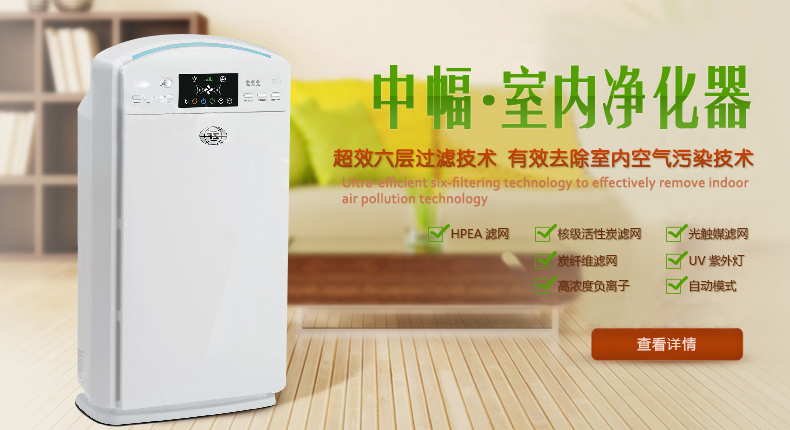 中幅·室内净化器
超效六层过滤技术 有效去除室内空气污染技术
Ultra-efficient six-filtering technology to effectively remove indoor
air pollution technology
HPEA 滤网 核级活性炭滤网 光触媒滤网
炭纤维滤网 UV 紫外灯
高浓度负离子 自动模式
查看详情